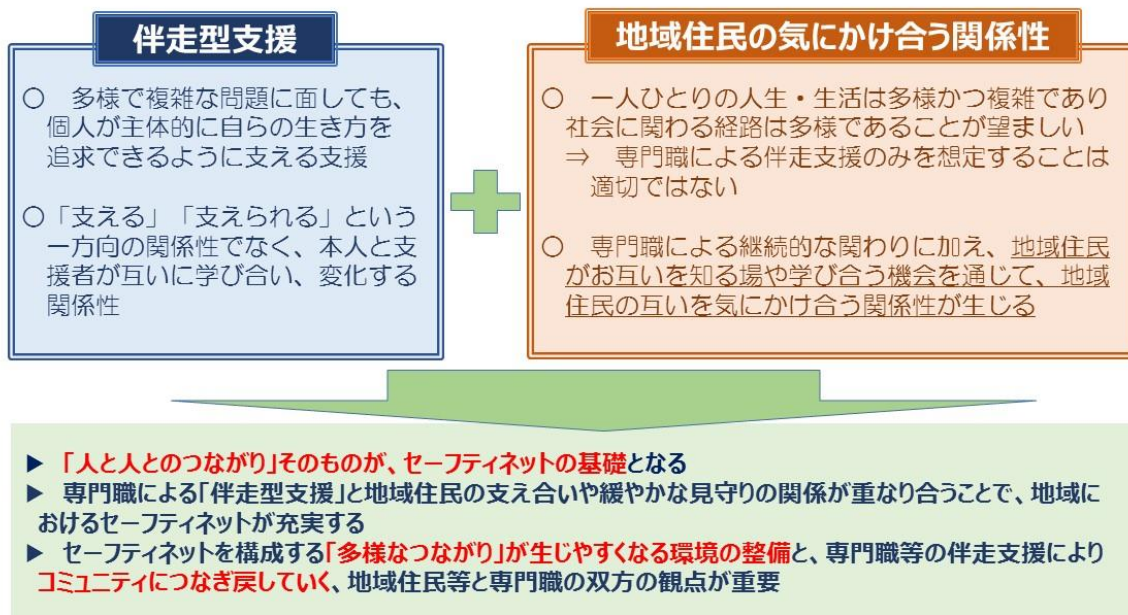 伴走型支援
○　多様で複雑な問題に面しても、
個人が主体的に自らの生き方を
追求できるように支える支援
○「支える」「支えられる」という
一方向の関係性でなく、本人と支
援者が互いに学び合い、変化する
関係性
地域住民の気にかけ合う関係性
○　一人ひとりの人生・生活は多様かつ複雑であり
社会に関わる経路は多様であることが望ましい
⇒　専門職による伴走支援のみを想定することは
適切ではない
○　専門職による継続的な関わりに加え、地域住民
がお互いを知る場や学び合う機会を通じて、地域
住民の互いを気にかけ合う関係性が生じる
▶　「人と人とのつながり」そのものが、セーフティネットの基礎となる
▶　専門職による「伴走型支援」と地域住民の支え合いや緩やかな見守りの関係が重なり合うことで、地域に
おけるセーフティネットが充実する
▶　セーフティネットを構成する「多様なつながり」が生じやすくなる環境の整備と、専門職等の伴走支援により
コミュニティにつなぎ戻していく、地域住民等と専門職の双方の観点が重要